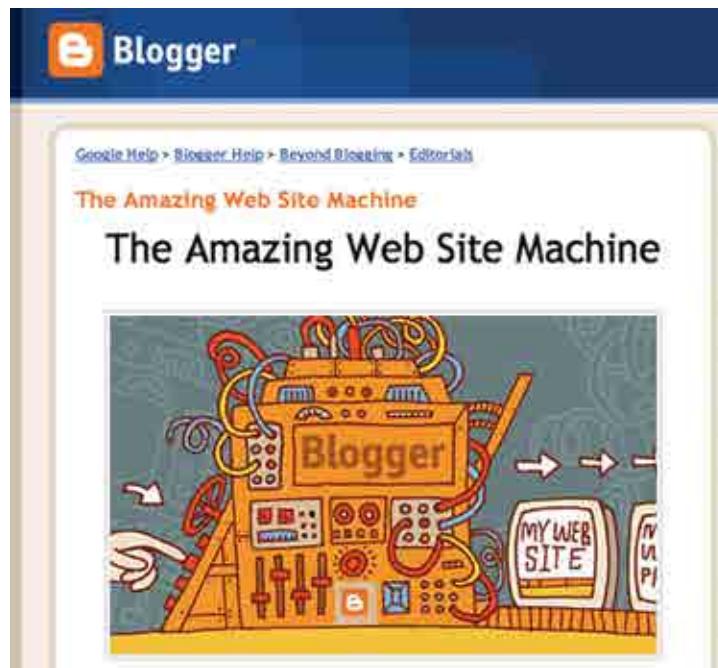 Blogger
Google Help > Blogger Help > Beyond Blogging > Editorials
The Amazing Web Site Machine
The Amazing Web Site Machine
Blogger
MY WEB
SITE